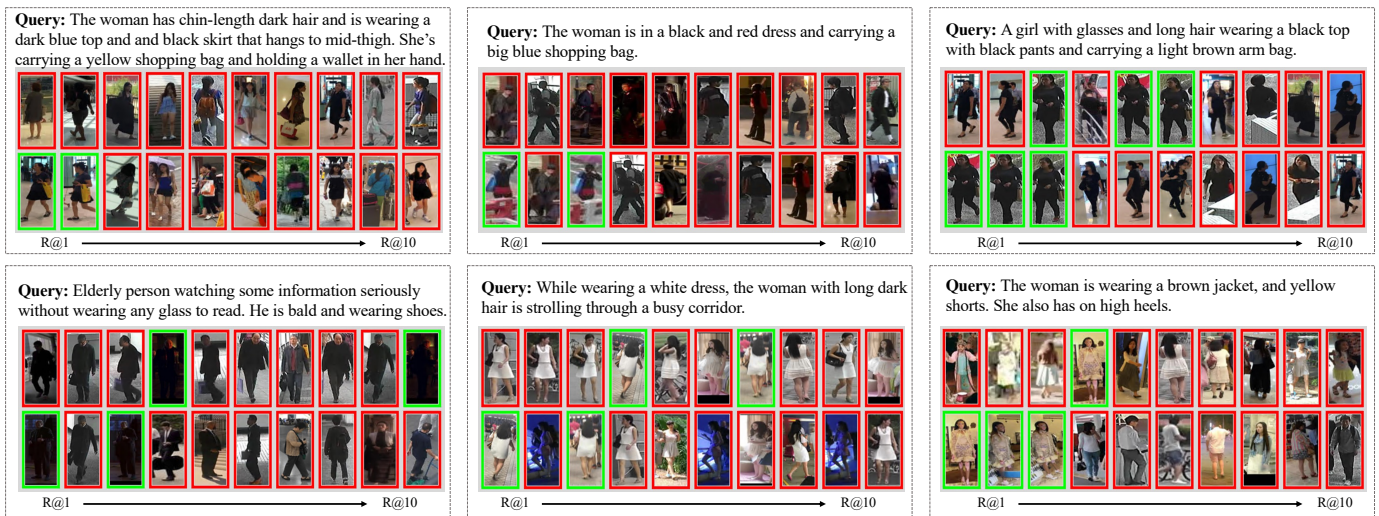 Query: The woman has chin-length dark hair and is wearing a
dark blue top and and black skirt that hangs to mid-thigh. She's
carrying a yellow shopping bag and holding a wallet in her hand.
R@1 R@10
Query: The woman is in a black and red dress and carrying a
big blue shopping bag.
R@1 R@10
Query: A girl with glasses and long hair wearing a black top
with black pants and carrying a light brown arm bag.
R@1 R@10
Query: Elderly person watching some information seriously
without wearing any glass to read. He is bald and wearing shoes.
R@1 R@10
Query: While wearing a white dress, the woman with long dark
hair is strolling through a busy corridor.
R@1 R@10
Query: The woman is wearing a brown jacket, and yellow
shorts. She also has on high heels.
R@1 R@10